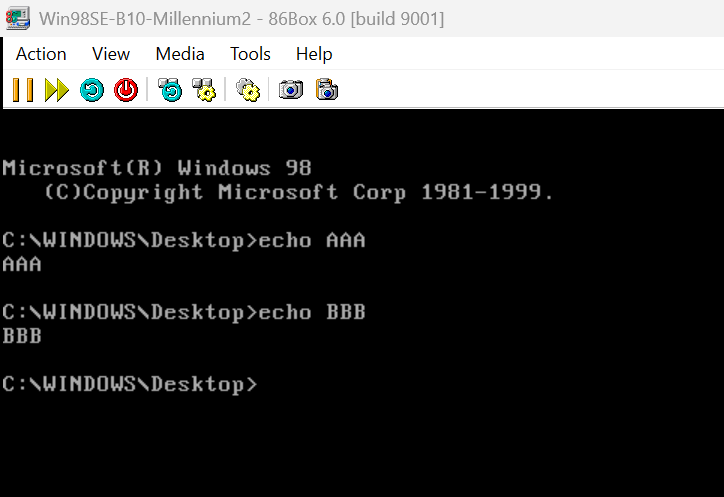 Win98SE-B10-Millennium2 - 86Box 6.0 [build 9001]
Action View Media Tools Help
Microsoft(R) Windows 98
(C)Copyright Microsoft Corp 1981-1999.
C:\WINDOWS\Desktop>echo AAA
AAA
C:\WINDOWS\Desktop>echo BBB
BBB
C:\WINDOWS\Desktop>